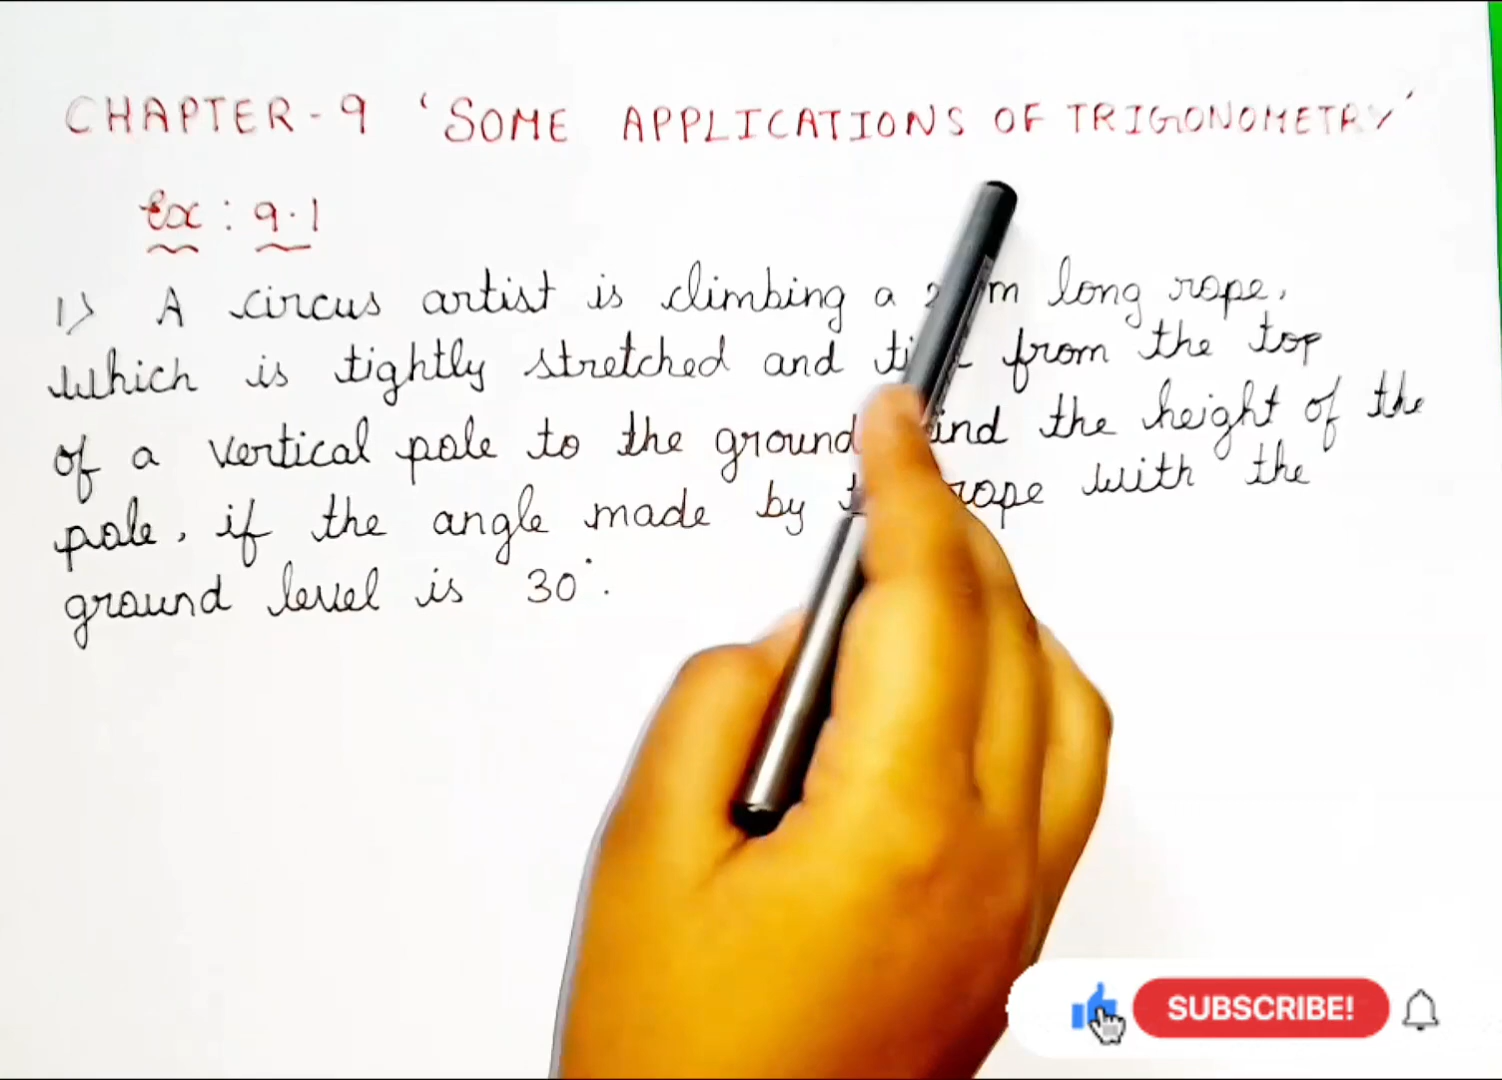 CHAPTER-9 'SOME APPLICATIONS OF TRIGONOMETRY'
Ex : 9.1
1) A circus artist is climbing a m long rope,
which is tightly stretched and from the top
of a vertical pole to the ground the height of the
pole, if the angle made by rope with the
ground level is 30°.
SUBSCRIBE!